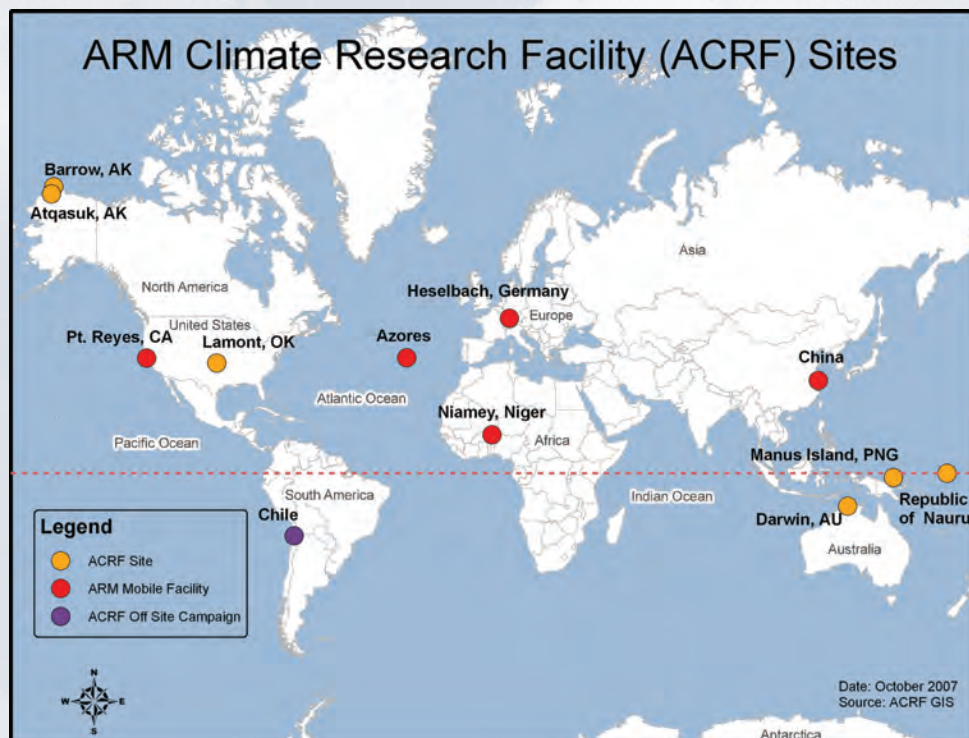 ARM Climate Research Facility (ACRF) Sites
Barrow, AK
Atqasuk, AK
Asia
North America
Heselbach, Germany
Europe
United States
Pt. Reyes, CA
Lamont, OK
Azores
China
Atlantic Ocean
Niamey, Niger
Africa
Pacific Ocean
Manus Island, PNG
South America
Indian Ocean
Republic
of Nauru
Chile
Darwin, AU
Australia
Legend
ACRF Site
ARM Mobile Facility
ACRF Off Site Campaign
N
W
E
S
Date: October 2007
Source: ACRF GIS
Antarctica